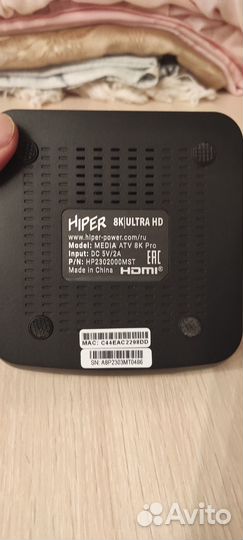 HIPER 8K|ULTRA HD
www.hiper-power.com/ru
Model: MEDIA ATV 8K Pro
Input: DC 5V/2A
P/N: HP2302000MST
Made in China HDMI®
EAC
MAC: C44EAC2298DD
SN: A8P2303MT0486
Avito